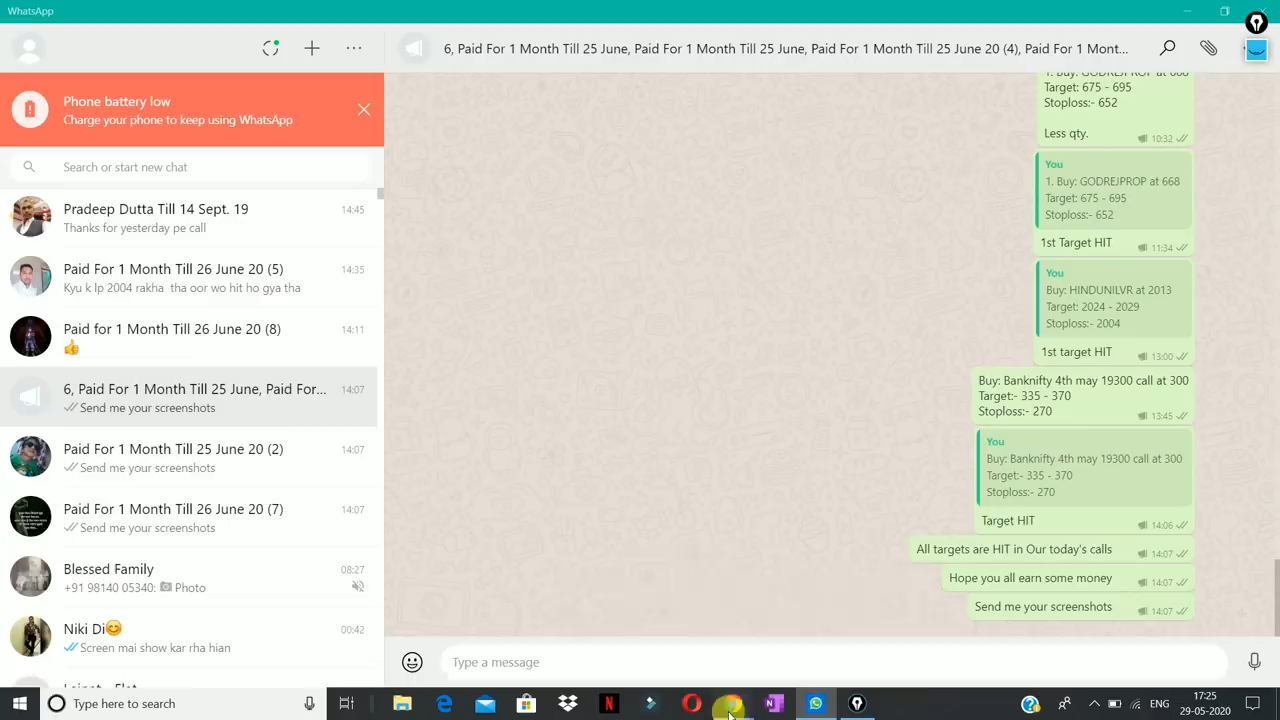 WhatsApp
6, Paid For 1 Month Till 25 June, Paid For 1 Month Till 25 June, Paid For 1 Month Till 25 June 20 (4), Paid For 1 Mont...
Phone battery low
Charge your phone to keep using WhatsApp
Search or start new chat
Pradeep Dutta Till 14 Sept. 19
14:45
Thanks for yesterday pe call
Paid For 1 Month Till 26 June 20 (5)
14:35
Kyu k lp 2004 rakha tha oor wo hit ho gya tha
Paid for 1 Month Till 26 June 20 (8)
14:11
👍
6, Paid For 1 Month Till 25 June, Paid For...
14:07
Send me your screenshots
Paid For 1 Month Till 25 June 20 (2)
14:07
Send me your screenshots
Paid For 1 Month Till 26 June 20 (7)
14:07
Send me your screenshots
Blessed Family
08:27
+91 98140 05340: Photo
Niki Di😊
00:42
Screen mai show kar rha hian
1. Buy: GODREJPROP at 668
Target: 675 - 695
Stoploss:- 652
Less qty.
10:32
You
1. Buy: GODREJPROP at 668
Target: 675 - 695
Stoploss:- 652
1st Target HIT
11:34
You
Buy: HINDUNILVR at 2013
Target: 2024 - 2029
Stoploss:- 2004
1st target HIT
13:00
Buy: Banknifty 4th may 19300 call at 300
Target:- 335 - 370
Stoploss:- 270
13:45
You
Buy: Banknifty 4th may 19300 call at 300
Target:- 335 - 370
Stoploss:- 270
Target HIT
14:06
All targets are HIT in Our today's calls
14:07
Hope you all earn some money
14:07
Send me your screenshots
14:07
Type a message
Type here to search
ENG
17:25
29-05-2020